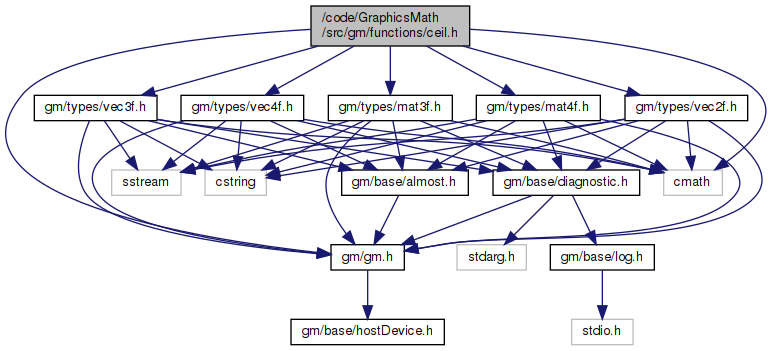 /code/GraphicsMath
/src/gm/functions/ceil.h
gm/types/vec3f.h
gm/types/vec4f.h
gm/types/mat3f.h
gm/types/mat4f.h
gm/types/vec2f.h
sstream
cstring
gm/base/almost.h
gm/base/diagnostic.h
cmath
gm/gm.h
stdarg.h
gm/base/log.h
gm/base/hostDevice.h
stdio.h